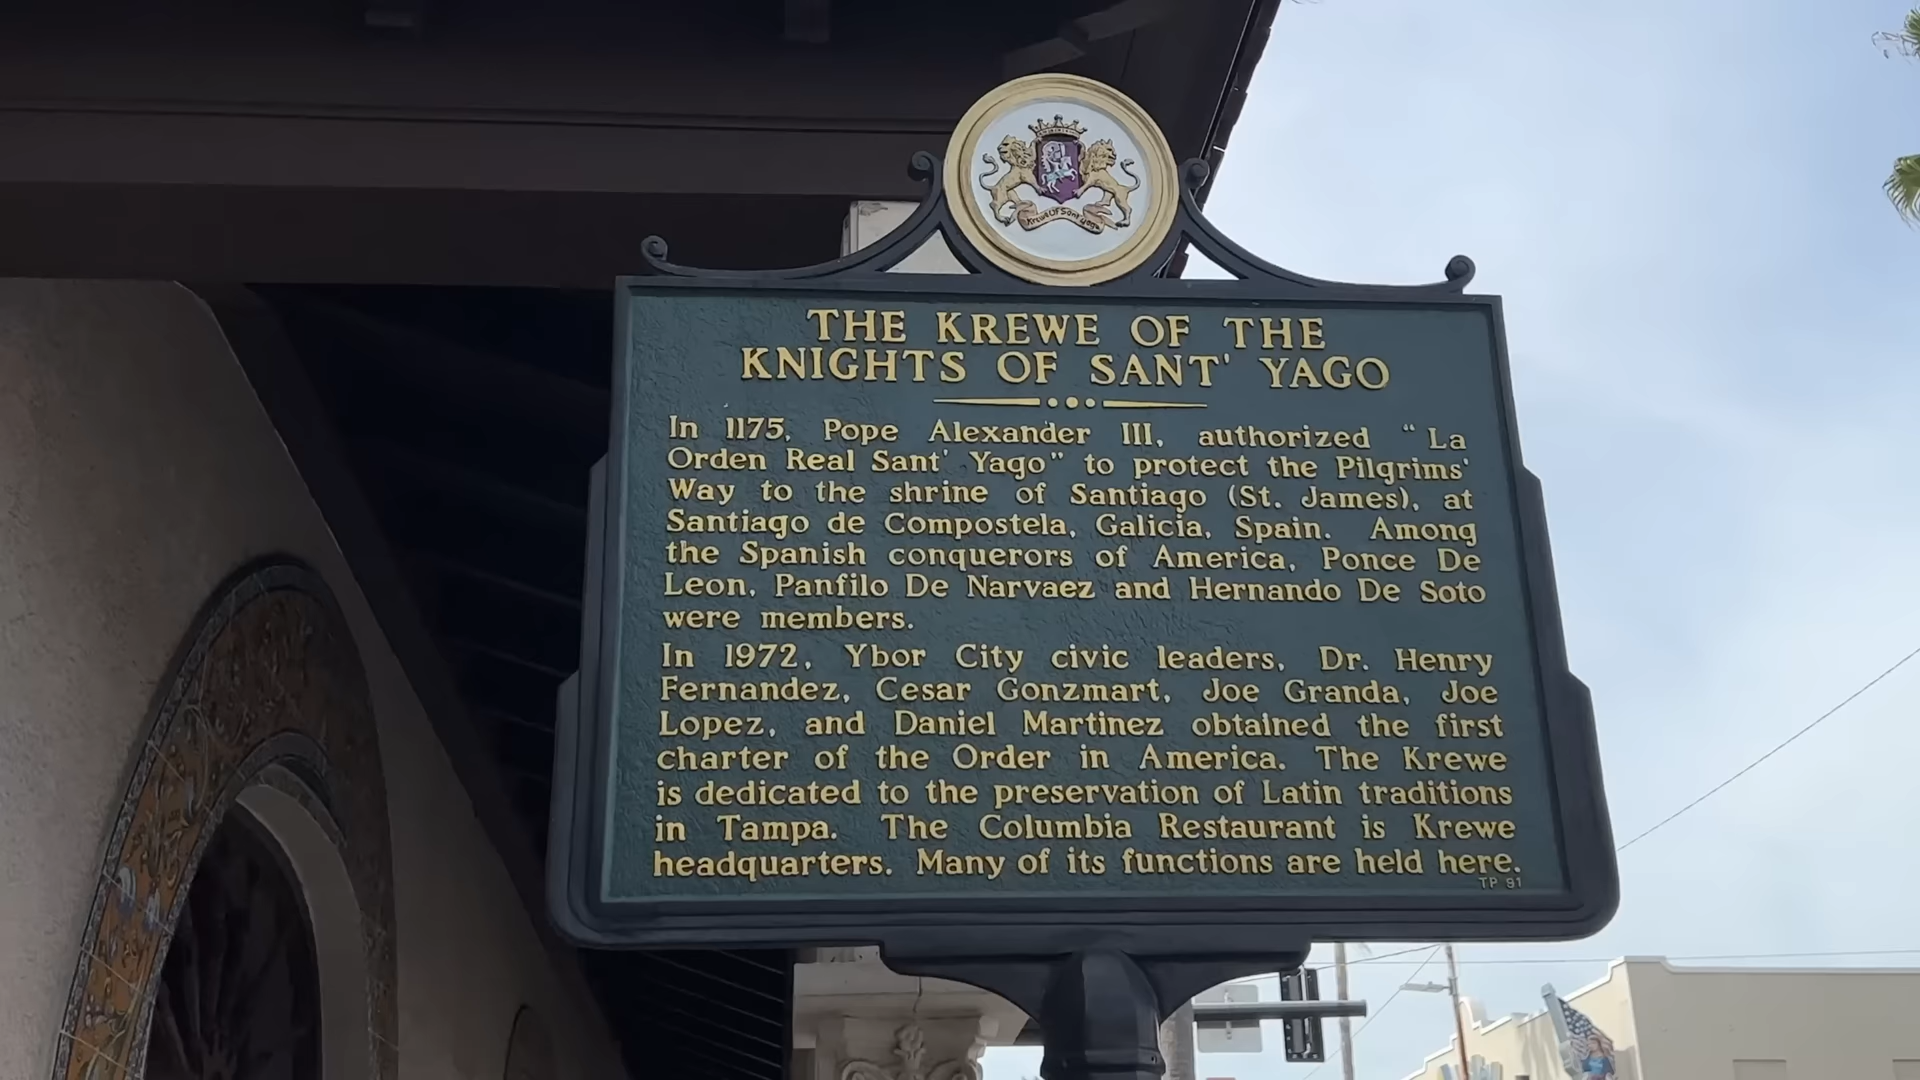 Krewe Of Sant Yago
THE KREWE OF THE
KNIGHTS OF SANT' YAGO
In 1175, Pope Alexander III, authorized "La
Orden Real Sant' Yago" to protect the Pilgrims'
Way to the shrine of Santiago (St. James), at
Santiago de Compostela, Galicia, Spain. Among
the Spanish conquerors of America, Ponce De
Leon, Panfilo De Narvaez and Hernando De Soto
were members.
In 1972, Ybor City civic leaders, Dr. Henry
Fernandez, Cesar Gonzmart, Joe Granda, Joe
Lopez, and Daniel Martinez obtained the first
charter of the Order in America. The Krewe
is dedicated to the preservation of Latin traditions
in Tampa. The Columbia Restaurant is Krewe
headquarters. Many of its functions are held here.
TP 91